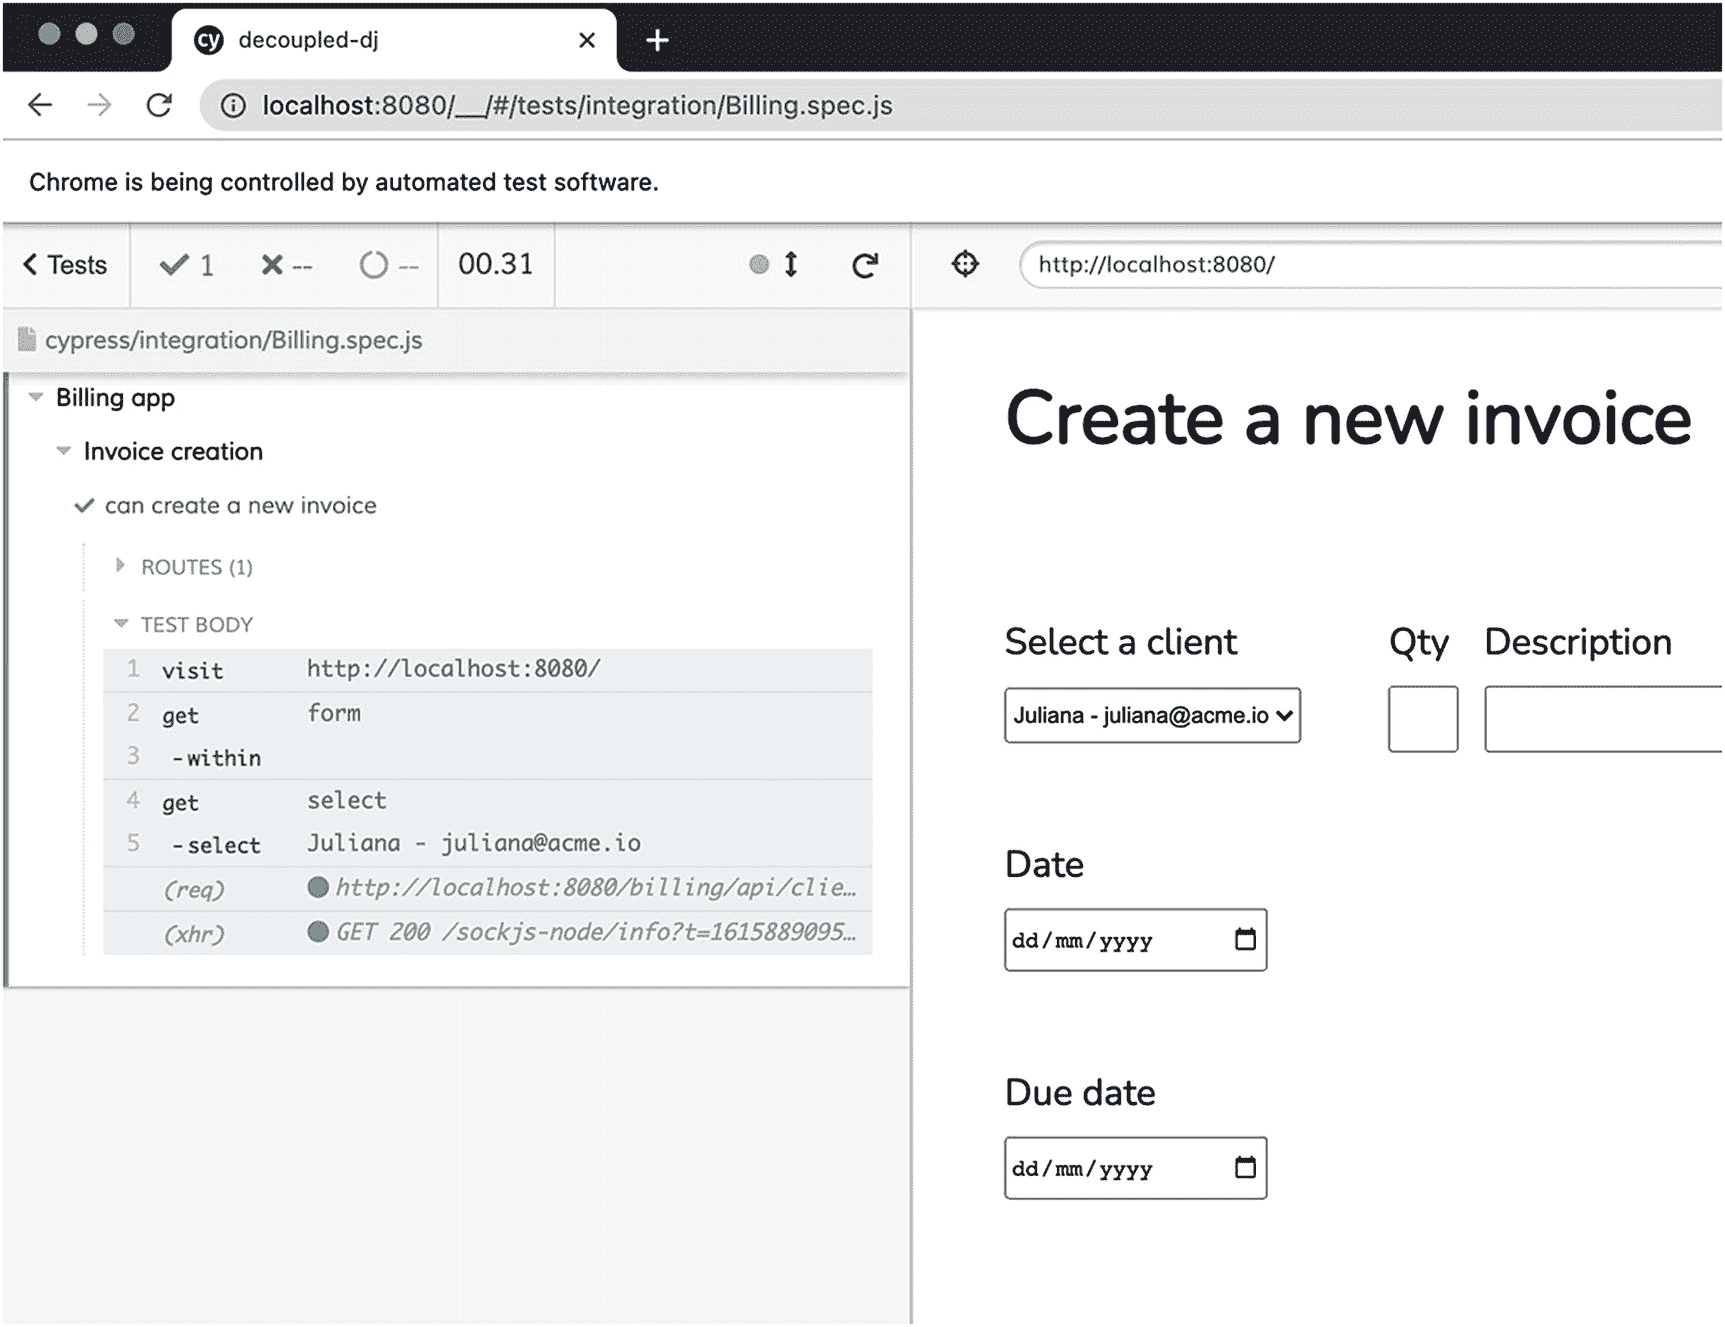 cy decoupled-dj
localhost:8080/__/#/tests/integration/Billing.spec.js
Chrome is being controlled by automated test software.
Tests 1 -- -- 00.31
http://localhost:8080/
cypress/integration/Billing.spec.js
Billing app
Invoice creation
can create a new invoice
ROUTES (1)
TEST BODY
1 visit http://localhost:8080/
2 get form
3 -within
4 get select
5 -select Juliana - juliana@acme.io
(req) http://localhost:8080/billing/api/clie…
(xhr) GET 200 /sockjs-node/info?t=1615889095…
Create a new invoice
Select a client Qty Description
Juliana - juliana@acme.io
Date
dd/mm/yyyy
Due date
dd/mm/yyyy